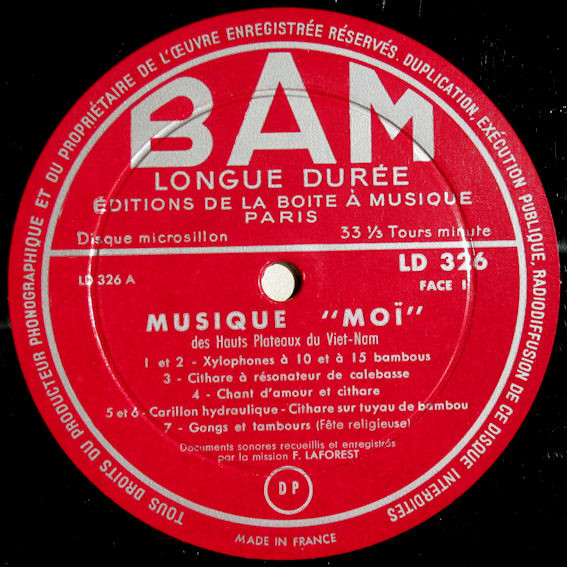 TOUS DROITS DU PRODUCTEUR PHONOGRAPHIQUE ET DU PROPRIÉTAIRE DE L'ŒUVRE ENREGISTRÉE RÉSERVÉS. DUPLICATION, EXÉCUTION PUBLIQUE, RADIODIFFUSION DE CE DISQUE INTERDITES
BAM
LONGUE DURÉE
ÉDITIONS DE LA BOITE À MUSIQUE
PARIS
Disque microsillon 33 ⅓ Tours minute
LD 326
LD 326 A FACE I
MUSIQUE "MOÏ"
des Hauts Plateaux du Viet-Nam
1 et 2 - Xylophones à 10 et à 15 bambous
3 - Cithare à résonateur de calebasse
4 - Chant d'amour et cithare
5 et 6 - Carillon hydraulique - Cithare sur tuyau de bambou
7 - Gongs et tambours (Fête religieuse)
Documents sonores recueillis et enregistrés
par la mission F. LAFOREST
DP
MADE IN FRANCE